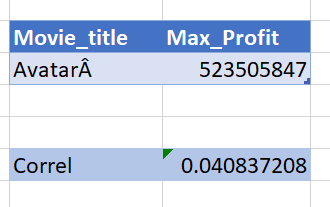 Movie_title Max_Profit
AvatarÂ 523505847
Correl 0.040837208